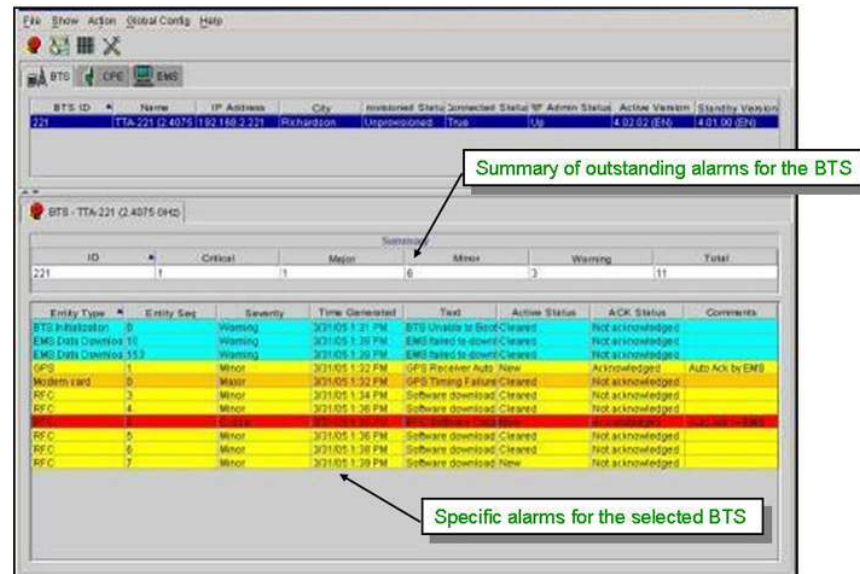 File Show Action Global Config Help
BTS CPE EMS
BTS ID Name IP Address City Provisioned Status Connected Status RF Admin Status Active Version Standby Version
221 TTA-221 (2.4075 192.168.2.221 Richardson Unprovisioned True Up 4.02.02 (EN) 4.01.00 (EN)
Summary of outstanding alarms for the BTS
BTS - TTA-221 (2.4075 GHz)
Summary
ID Critical Major Minor Warning Total
221 1 1 6 3 11
Entity Type Entity Seq Severity Time Generated Text Active Status ACK Status Comments
BTS Initialization 0 Warning 3/31/05 1:31 PM BTS Unable to Boot Cleared Not acknowledged
EMS Data Downloa 10 Warning 3/31/05 1:39 PM EMS failed to downl Cleared Not acknowledged
EMS Data Downloa 553 Warning 3/31/05 1:39 PM EMS failed to downl Cleared Not acknowledged
GPS 1 Minor 3/31/05 1:32 PM GPS Receiver Auto New Acknowledged Auto Ack by EMS
Modem card 0 Major 3/31/05 1:32 PM GPS Timing Failure Cleared Not acknowledged
RFC 3 Minor 3/31/05 1:34 PM Software download Cleared Not acknowledged
RFC 4 Minor 3/31/05 1:36 PM Software download Cleared Not acknowledged
Critical Acknowledged
RFC 5 Minor 3/31/05 1:36 PM Software download Cleared Not acknowledged
RFC 6 Minor 3/31/05 1:38 PM Software download Cleared Not acknowledged
RFC 7 Minor 3/31/05 1:39 PM Software download New Not acknowledged
Specific alarms for the selected BTS